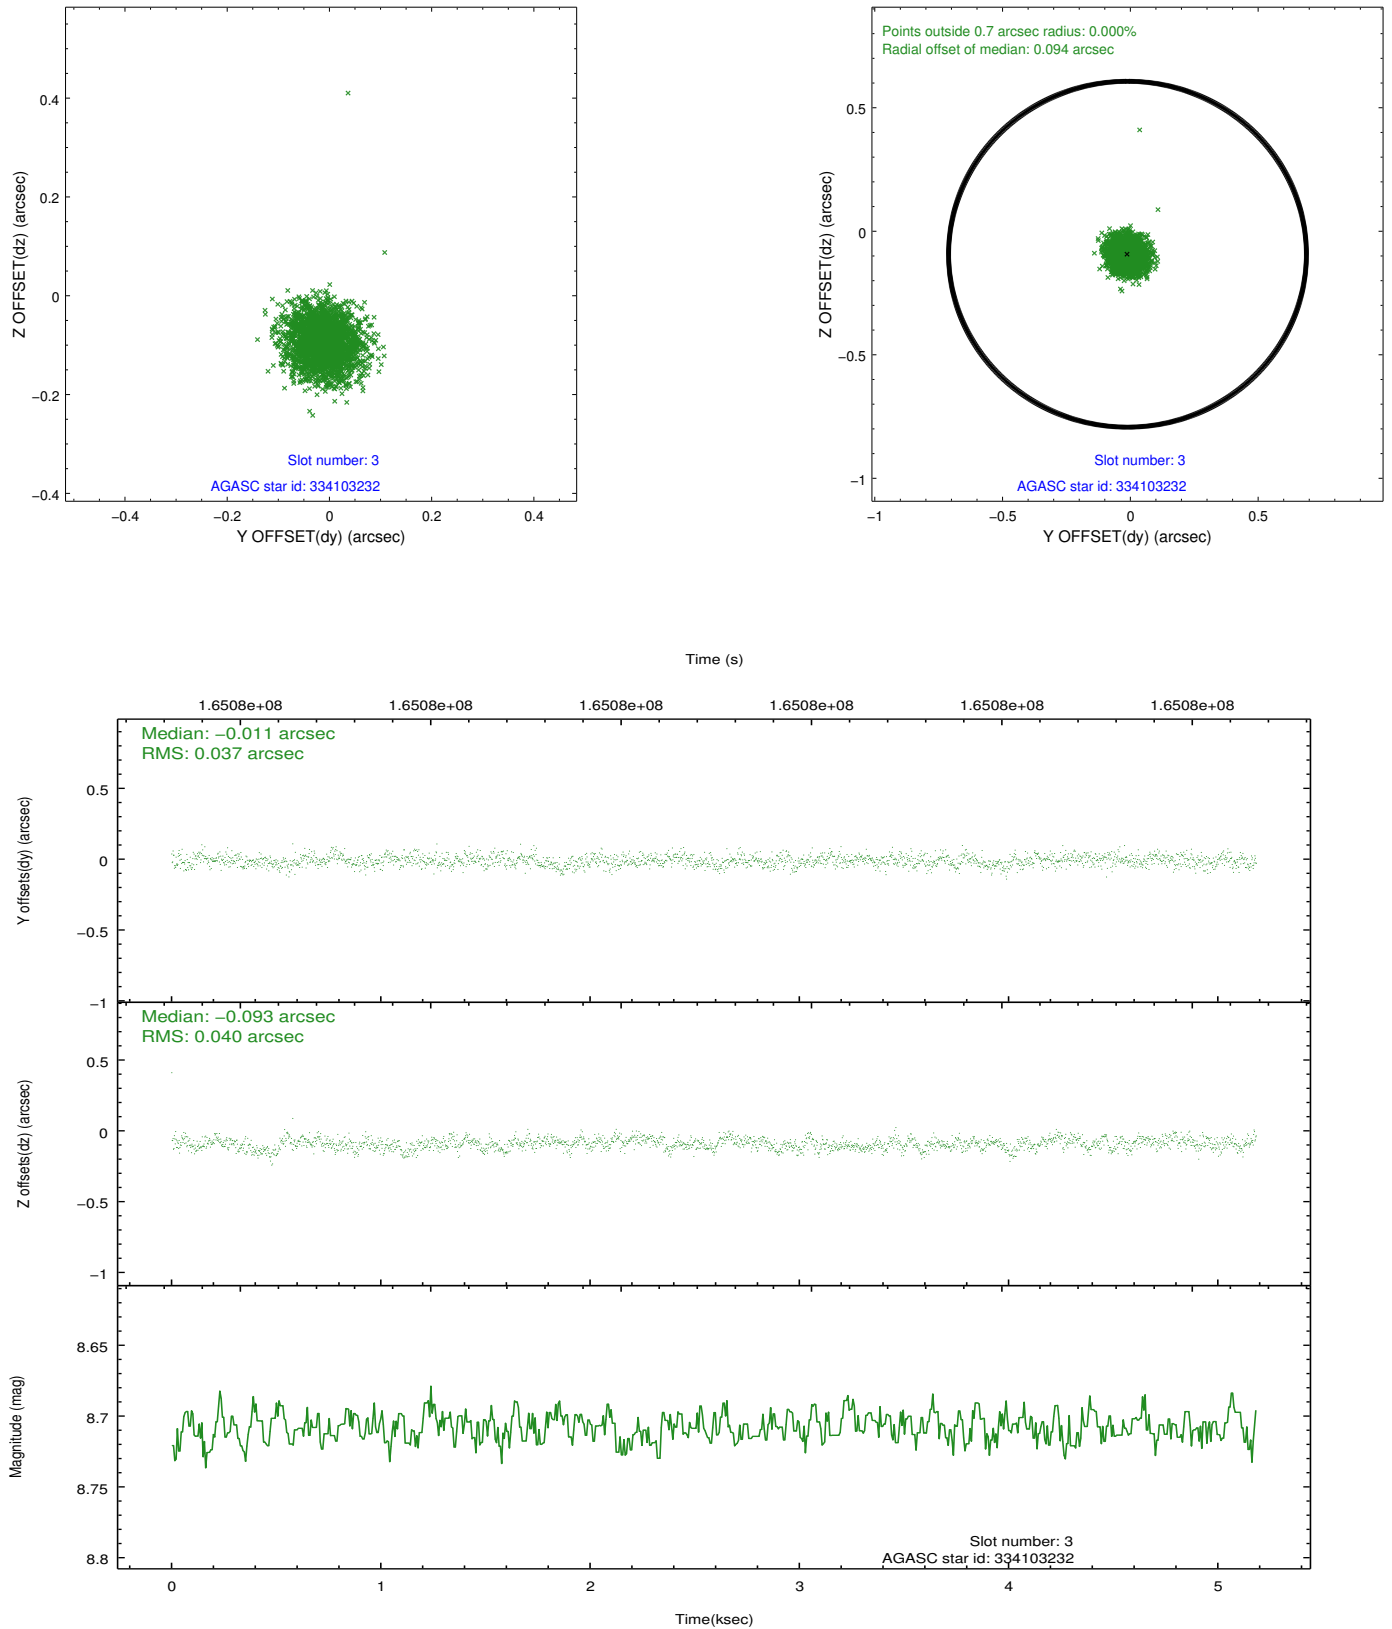 0.4
0.2
0
−0.2
−0.4
−0.4
−0.2
0
0.2
0.4
Z OFFSET(dz) (arcsec)
Y OFFSET(dy) (arcsec)
Slot number: 3
AGASC star id: 334103232
Points outside 0.7 arcsec radius: 0.000%
Radial offset of median: 0.094 arcsec
0.5
0
−0.5
−1
−1
−0.5
0
0.5
Z OFFSET(dz) (arcsec)
Y OFFSET(dy) (arcsec)
Slot number: 3
AGASC star id: 334103232
Time (s)
1.6508e+08
1.6508e+08
1.6508e+08
1.6508e+08
1.6508e+08
1.6508e+08
Median: −0.011 arcsec
RMS: 0.037 arcsec
0.5
0
−0.5
−1
Y offsets(dy) (arcsec)
Median: −0.093 arcsec
RMS: 0.040 arcsec
0.5
0
−0.5
−1
Z offsets(dz) (arcsec)
8.65
8.7
8.75
8.8
Magnitude (mag)
Slot number: 3
AGASC star id: 334103232
0
1
2
3
4
5
Time(ksec)